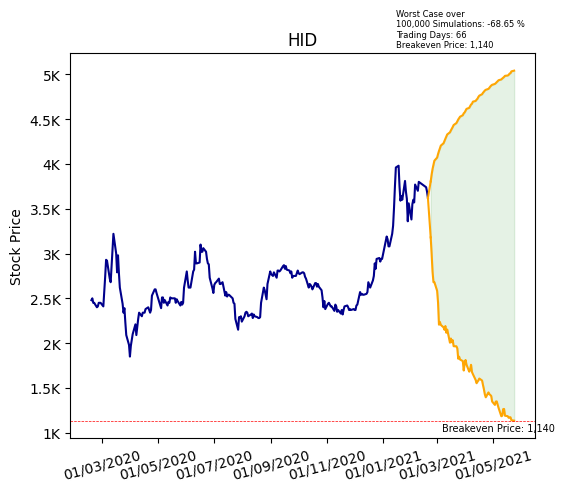 Worst Case over
100,000 Simulations: -68.65 %
Trading Days: 66
Breakeven Price: 1,140
HID
Stock Price
5K
4.5K
4K
3.5K
3K
2.5K
2K
1.5K
1K
Breakeven Price: 1,140
01/03/2020
01/05/2020
01/07/2020
01/09/2020
01/11/2020
01/01/2021
01/03/2021
01/05/2021